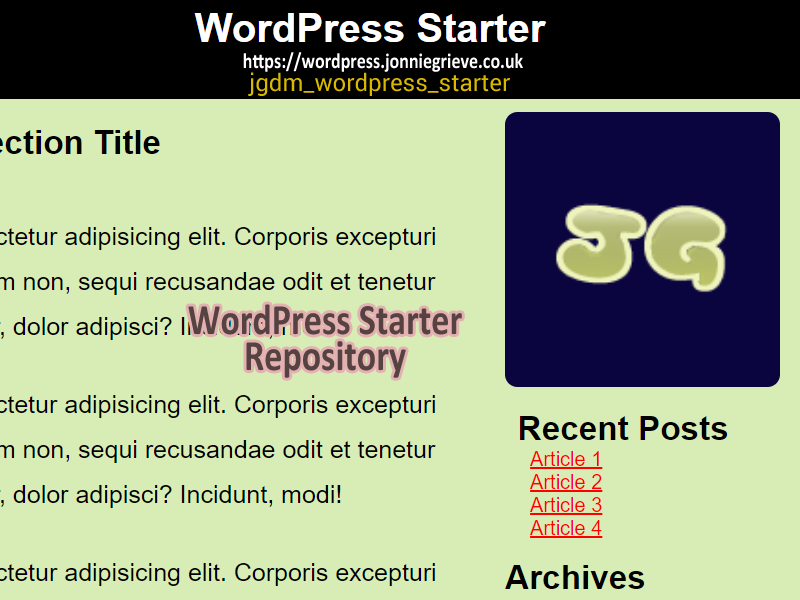 WordPress Starter
https://wordpress.jonniegrieve.co.uk
jgdm_wordpress_starter
ection Title
ctetur adipisicing elit. Corporis excepturi
m non, sequi recusandae odit et tenetur
, dolor adipisci?
WordPress Starter
Repository
ctetur adipisicing elit. Corporis excepturi
m non, sequi recusandae odit et tenetur
, dolor adipisci? Incidunt, modi!
ctetur adipisicing elit. Corporis excepturi
JG
Recent Posts
Article 1
Article 2
Article 3
Article 4
Archives